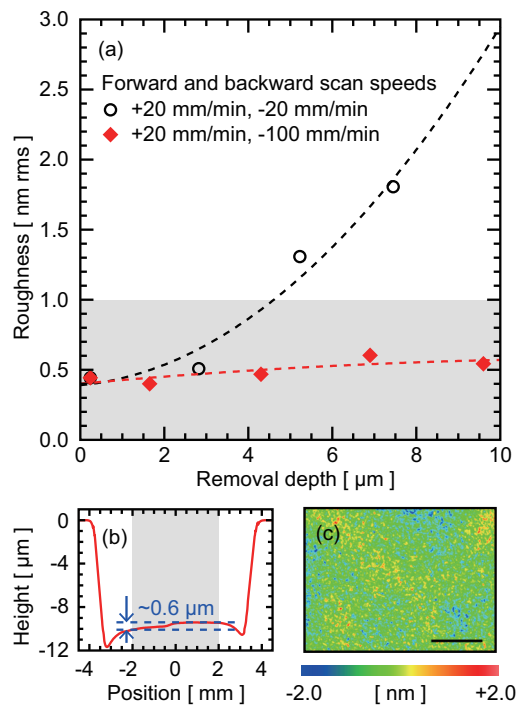 (a)
Forward and backward scan speeds
+20 mm/min, -20 mm/min
+20 mm/min, -100 mm/min
Roughness [ nm rms ]
3.0
2.5
2.0
1.5
1.0
0.5
0.0
0 2 4 6 8 10
Removal depth [ µm ]
(b)
Height [ µm ]
0
-4
-8
-12
~0.6 µm
-4 -2 0 2 4
Position [ mm ]
(c)
-2.0 [ nm ] +2.0